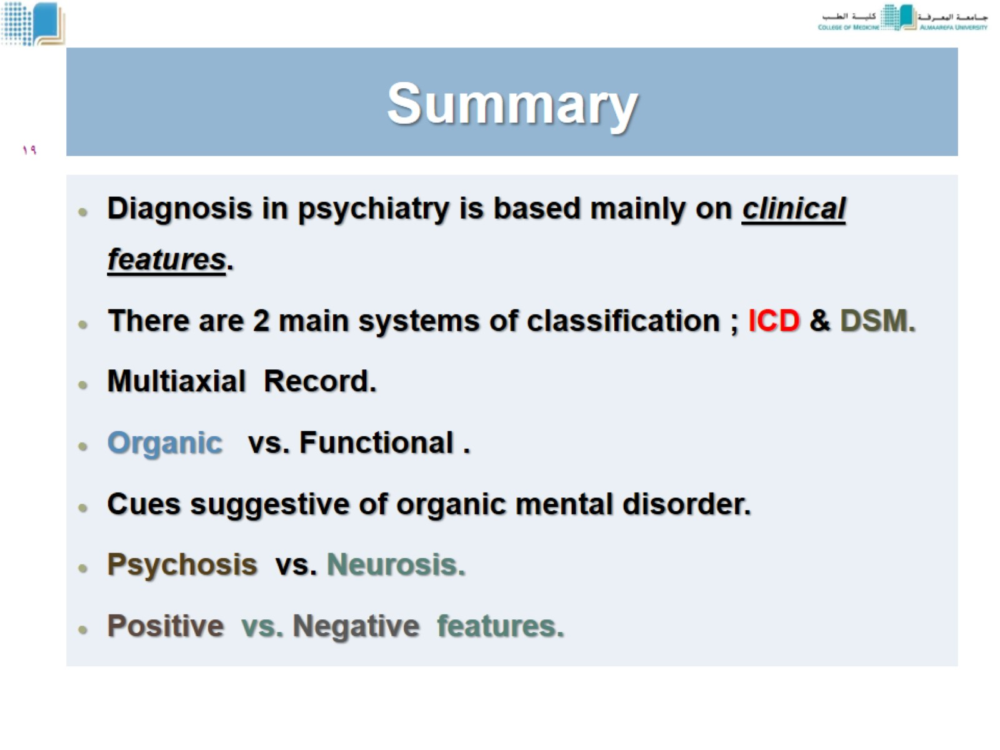 كلية الطب
COLLEGE OF MEDICINE
جامعة المعرفة
ALMAAREFA UNIVERSITY
Summary
١٩
• Diagnosis in psychiatry is based mainly on clinical
features.
• There are 2 main systems of classification ; ICD & DSM.
• Multiaxial Record.
• Organic vs. Functional .
• Cues suggestive of organic mental disorder.
• Psychosis vs. Neurosis.
• Positive vs. Negative features.